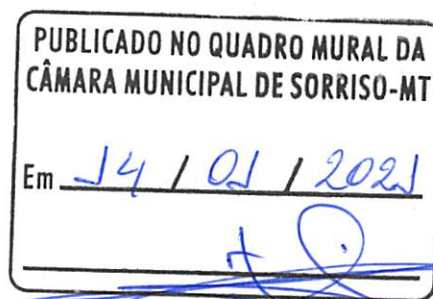 PUBLICADO NO QUADRO MURAL DA
CÂMARA MUNICIPAL DE SORRISO-MT
Em 14 / 01 / 2021